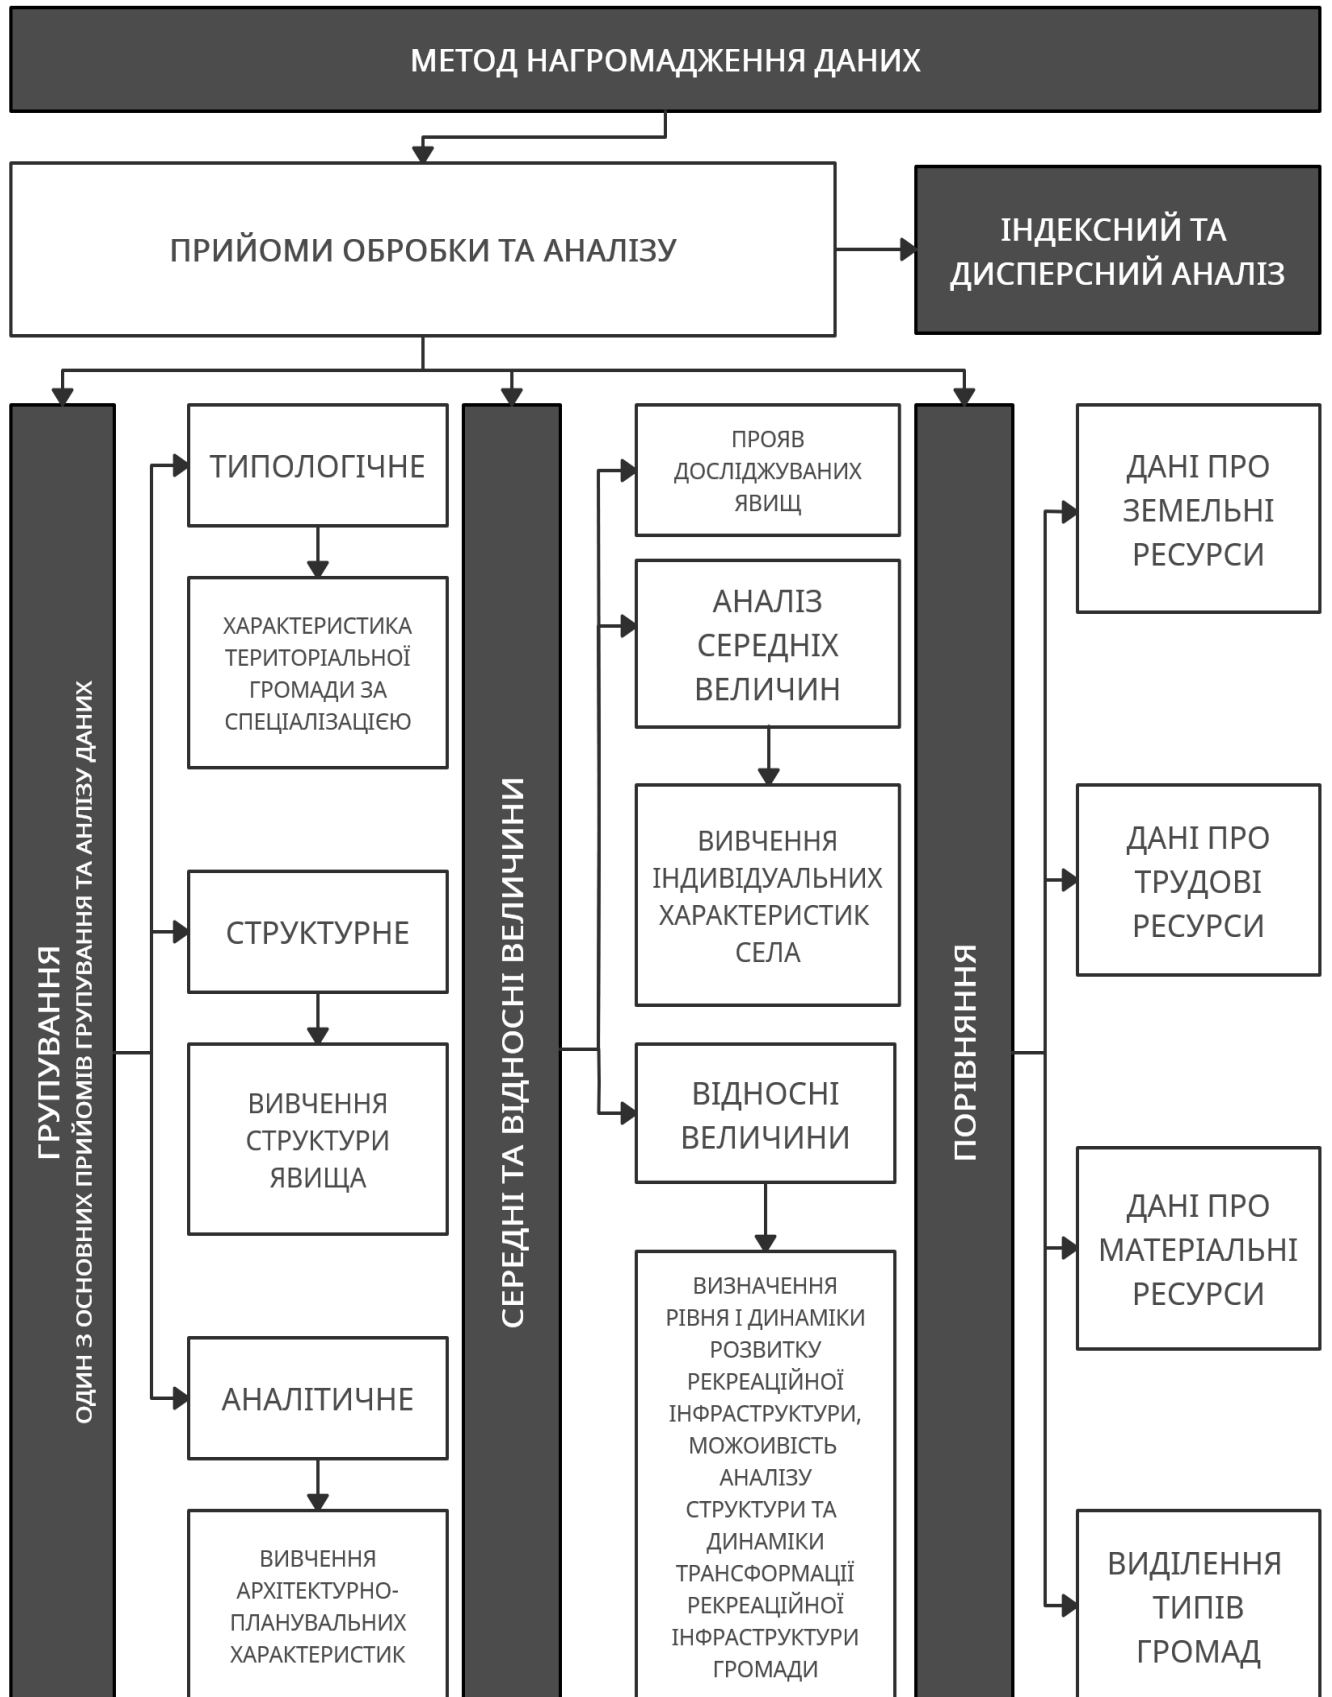 МЕТОД НАГРОМАДЖЕННЯ ДАНИХ
ПРИЙОМИ ОБРОБКИ ТА АНАЛІЗУ
ІНДЕКСНИЙ ТА
ДИСПЕРСНИЙ АНАЛІЗ
ГРУПУВАННЯ
ОДИН З ОСНОВНИХ ПРИЙОМІВ ГРУПУВАННЯ ТА АНЛІЗУ ДАНИХ
ТИПОЛОГІЧНЕ
ХАРАКТЕРИСТИКА
ТЕРИТОРІАЛЬНОЇ
ГРОМАДИ ЗА
СПЕЦІАЛІЗАЦІЄЮ
СТРУКТУРНЕ
ВИВЧЕННЯ
СТРУКТУРИ
ЯВИЩА
АНАЛІТИЧНЕ
ВИВЧЕННЯ
АРХІТЕКТУРНО-
ПЛАНУВАЛЬНИХ
ХАРАКТЕРИСТИК
СЕРЕДНІ ТА ВІДНОСНІ ВЕЛИЧИНИ
ПРОЯВ
ДОСЛІДЖУВАНИХ
ЯВИЩ
АНАЛІЗ
СЕРЕДНІХ
ВЕЛИЧИН
ВИВЧЕННЯ
ІНДИВІДУАЛЬНИХ
ХАРАКТЕРИСТИК
СЕЛА
ВІДНОСНІ
ВЕЛИЧИНИ
ВИЗНАЧЕННЯ
РІВНЯ І ДИНАМІКИ
РОЗВИТКУ
РЕКРЕАЦІЙНОЇ
ІНФРАСТРУКТУРИ,
МОЖОИВІСТЬ
АНАЛІЗУ
СТРУКТУРИ ТА
ДИНАМІКИ
ТРАНСФОРМАЦІЇ
РЕКРЕАЦІЙНОЇ
ІНФРАСТРУКТУРИ
ГРОМАДИ
ПОРІВНЯННЯ
ДАНІ ПРО
ЗЕМЕЛЬНІ
РЕСУРСИ
ДАНІ ПРО
ТРУДОВІ
РЕСУРСИ
ДАНІ ПРО
МАТЕРІАЛЬНІ
РЕСУРСИ
ВИДІЛЕННЯ
ТИПІВ
ГРОМАД